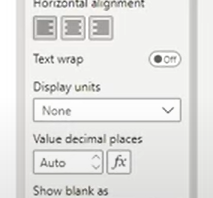 Horizontal alignment
Text wrap
Off
Display units
None
Value decimal places
Auto
fx
Show blank as